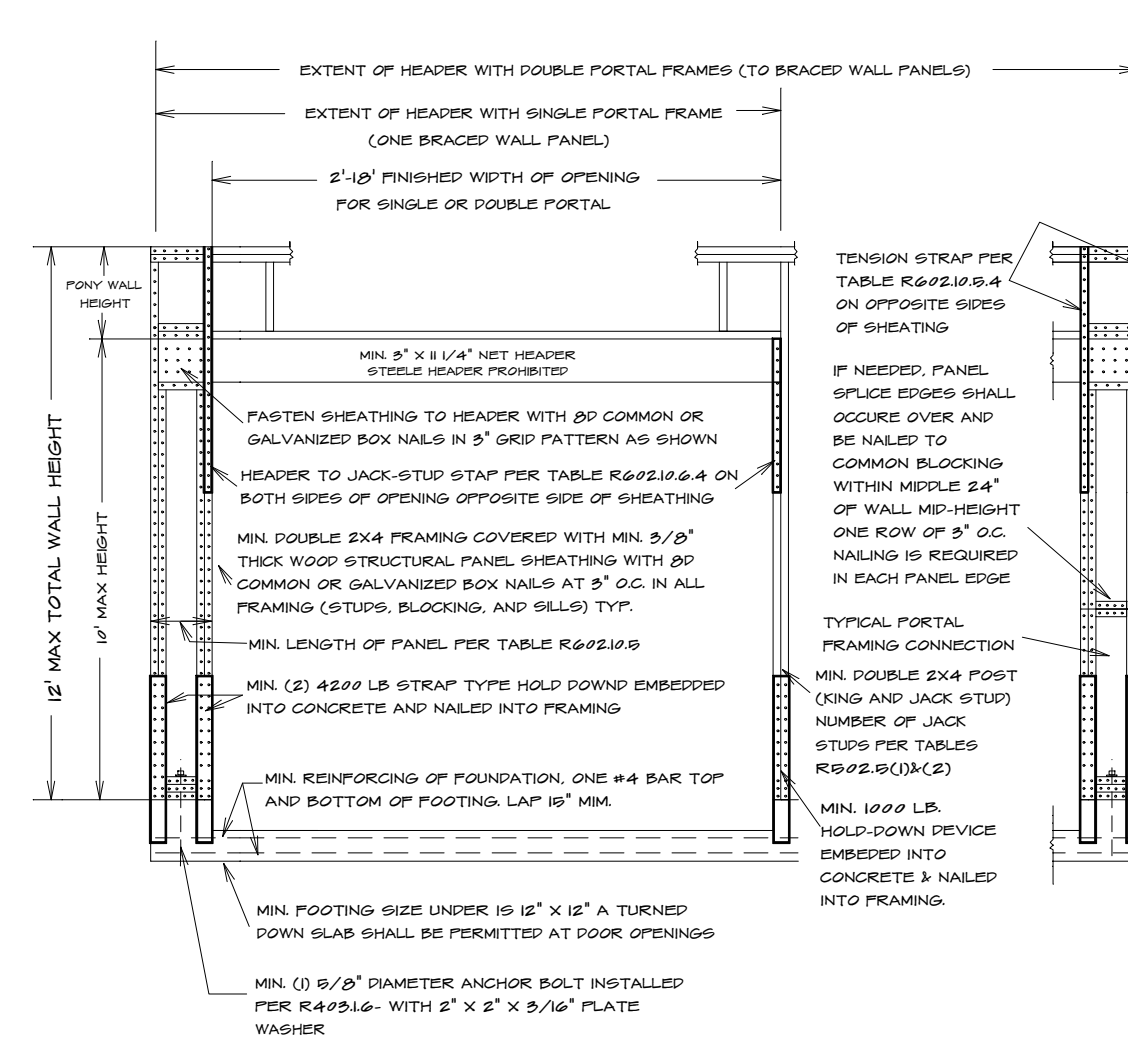 EXTENT OF HEADER WITH DOUBLE PORTAL FRAMES (TO BRACED WALL PANELS)
EXTENT OF HEADER WITH SINGLE PORTAL FRAME
(ONE BRACED WALL PANEL)
2'-18' FINISHED WIDTH OF OPENING
FOR SINGLE OR DOUBLE PORTAL
PONY WALL
HEIGHT
12' MAX TOTAL WALL HEIGHT
10' MAX HEIGHT
MIN. 3" X 11 1/4" NET HEADER
STEELE HEADER PROHIBITED
FASTEN SHEATHING TO HEADER WITH 8D COMMON OR
GALVANIZED BOX NAILS IN 3" GRID PATTERN AS SHOWN
HEADER TO JACK-STUD STAP PER TABLE R602.10.6.4 ON
BOTH SIDES OF OPENING OPPOSITE SIDE OF SHEATHING
MIN. DOUBLE 2X4 FRAMING COVERED WITH MIN. 3/8"
THICK WOOD STRUCTURAL PANEL SHEATHING WITH 8D
COMMON OR GALVANIZED BOX NAILS AT 3" O.C. IN ALL
FRAMING (STUDS, BLOCKING, AND SILLS) TYP.
MIN. LENGTH OF PANEL PER TABLE R602.10.5
MIN. (2) 4200 LB STRAP TYPE HOLD DOWND EMBEDDED
INTO CONCRETE AND NAILED INTO FRAMING
MIN. REINFORCING OF FOUNDATION, ONE #4 BAR TOP
AND BOTTOM OF FOOTING. LAP 15" MIM.
MIN. FOOTING SIZE UNDER IS 12" X 12" A TURNED
DOWN SLAB SHALL BE PERMITTED AT DOOR OPENINGS
MIN. (1) 5/8" DIAMETER ANCHOR BOLT INSTALLED
PER R403.1.6- WITH 2" X 2" X 3/16" PLATE
WASHER
TENSION STRAP PER
TABLE R602.10.5.4
ON OPPOSITE SIDES
OF SHEATING
IF NEEDED, PANEL
SPLICE EDGES SHALL
OCCURE OVER AND
BE NAILED TO
COMMON BLOCKING
WITHIN MIDDLE 24"
OF WALL MID-HEIGHT
ONE ROW OF 3" O.C.
NAILING IS REQUIRED
IN EACH PANEL EDGE
TYPICAL PORTAL
FRAMING CONNECTION
MIN. DOUBLE 2X4 POST
(KING AND JACK STUD)
NUMBER OF JACK
STUDS PER TABLES
R502.5(1)&(2)
MIN. 1000 LB.
HOLD-DOWN DEVICE
EMBEDED INTO
CONCRETE & NAILED
INTO FRAMING.